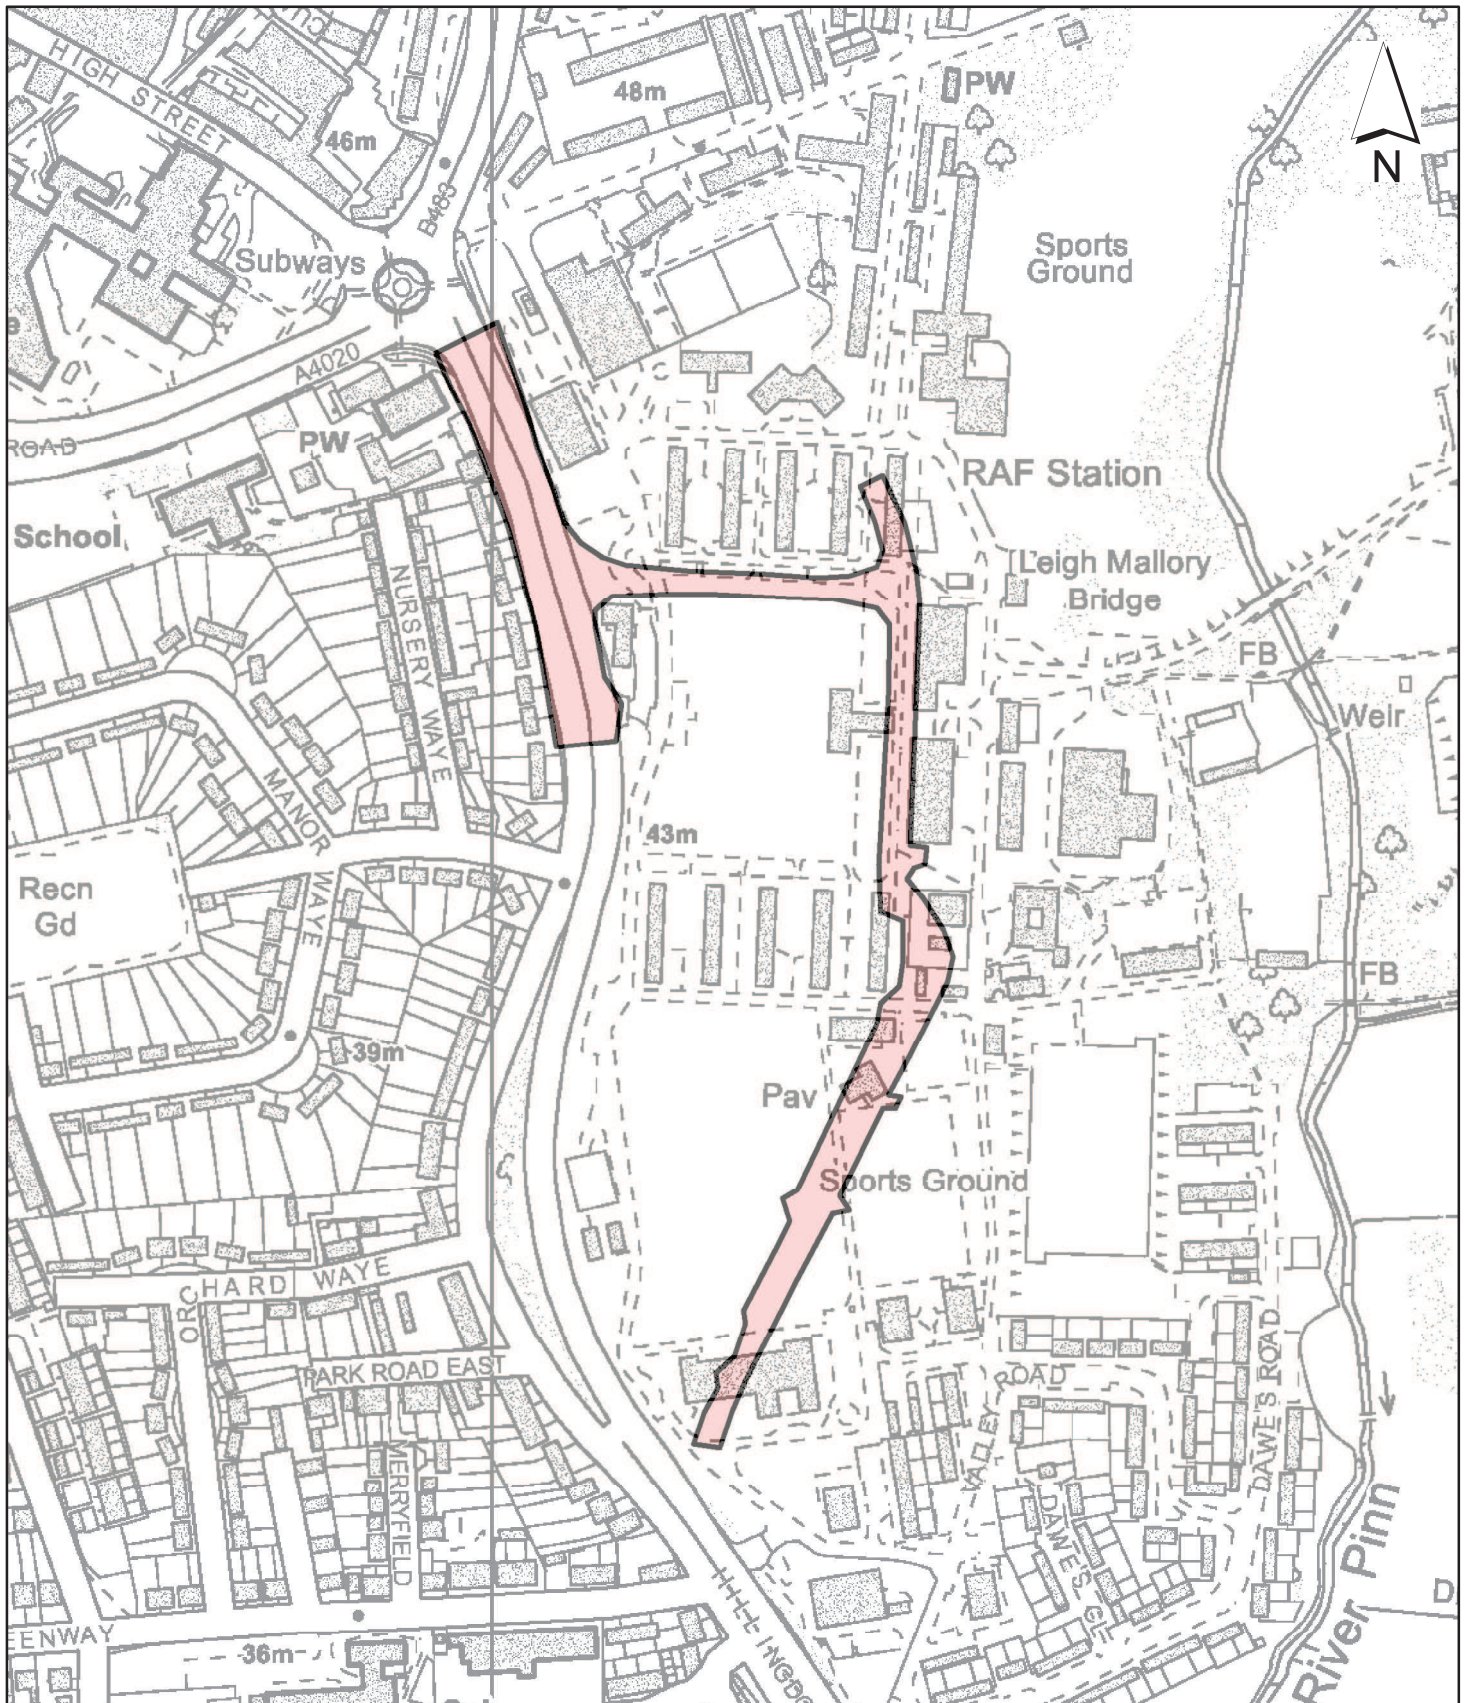 HIGH STREET
48m
PW
46m
B483
N
Subways
Sports
Ground
A4020
ROAD
PW
RAF Station
School
Leigh Mallory
Bridge
NURSERY WAYE
FB
Weir
MANOR
WAYE
43m
Recn
Gd
FB
39m
Pav
Sports Ground
ORCHARD WAYE
PARK ROAD EAST
VALLEY ROAD
DAWE'S ROAD
MERRYFIELD
DAWE'S CL
River Pinn
D
EENWAY
36m
HILLINGDO